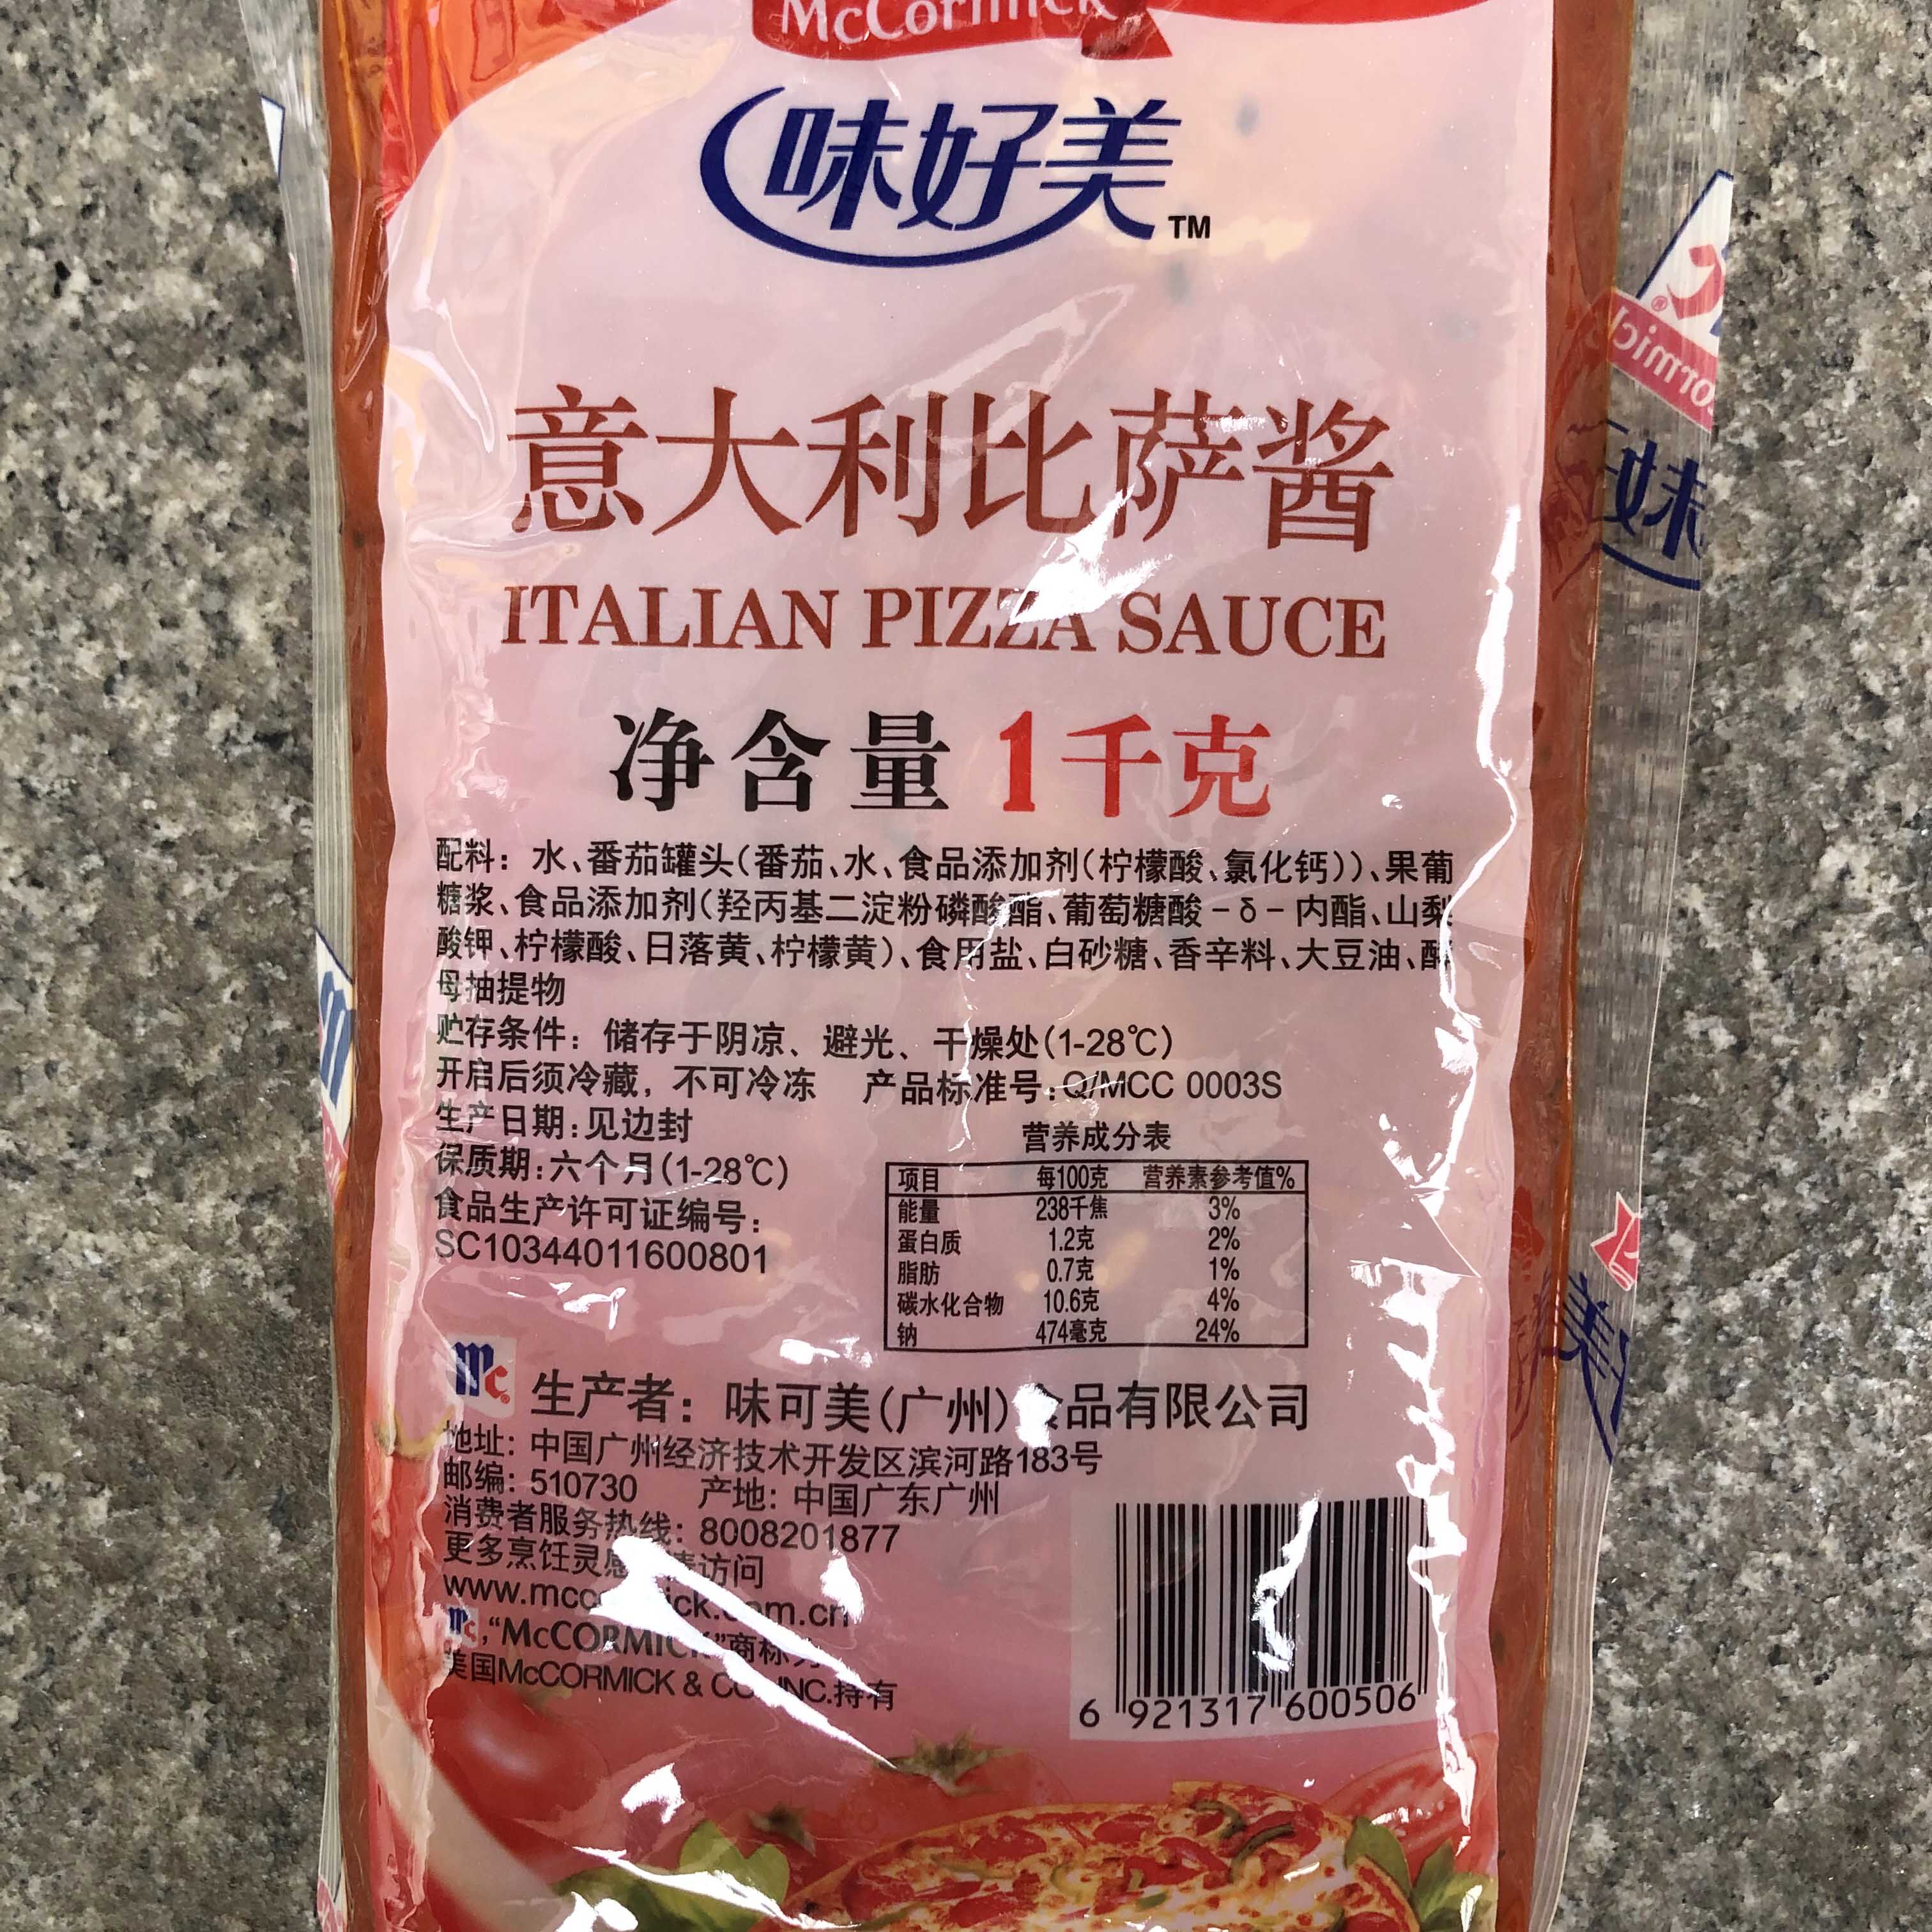 McCormick
味好美™
意大利比萨酱
ITALIAN PIZZA SAUCE
净含量 1千克
配料：水、番茄罐头(番茄、水、食品添加剂(柠檬酸、氯化钙))、果葡
糖浆、食品添加剂(羟丙基二淀粉磷酸酯、葡萄糖酸-δ-内酯、山梨
酸钾、柠檬酸、日落黄、柠檬黄)、食用盐、白砂糖、香辛料、大豆油、酵
母抽提物
贮存条件：储存于阴凉、避光、干燥处(1-28℃)
开启后须冷藏，不可冷冻 产品标准号：Q/MCC 0003S
生产日期：见边封
保质期：六个月(1-28℃)
食品生产许可证编号：
SC10344011600801
营养成分表
项目 每100克 营养素参考值%
能量 238千焦 3%
蛋白质 1.2克 2%
脂肪 0.7克 1%
碳水化合物 10.6克 4%
钠 474毫克 24%
Mc 生产者：味可美(广州)食品有限公司
地址：中国广州经济技术开发区滨河路183号
邮编：510730 产地：中国广东广州
消费者服务热线：8008201877
更多烹饪灵感 请访问
www.mccormick.com.cn
Mc,“McCORMICK”商标为
美国McCORMICK & CO. INC.持有
6 921317 600506